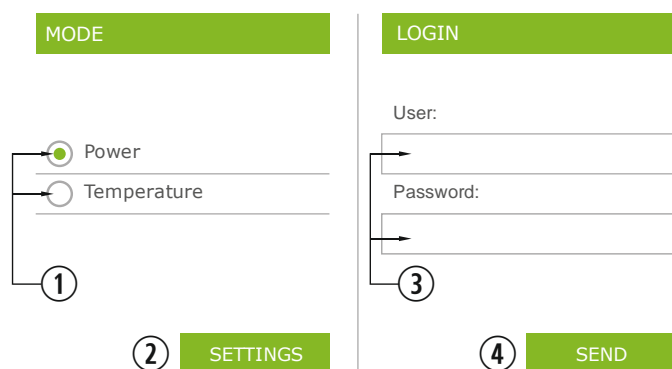 MODE
Power
Temperature
1
2 SETTINGS
LOGIN
User:
Password:
3
4 SEND